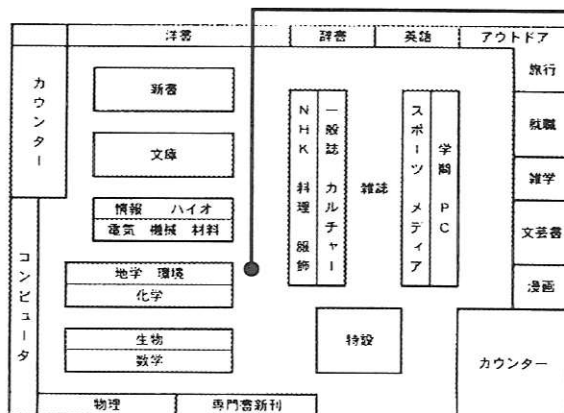 洋書
辞書
英語
アウトドア
カウンター
新書
文庫
情報 バイオ
電気 機械 材料
コンピュータ
地学 環境
化学
生物
数学
物理
専門書新刊
NHK 料理 服飾
一般誌 カルチャー
雑誌
スポーツ メディア
学問 PC
特設
旅行
就職
雑学
文芸書
漫画
カウンター